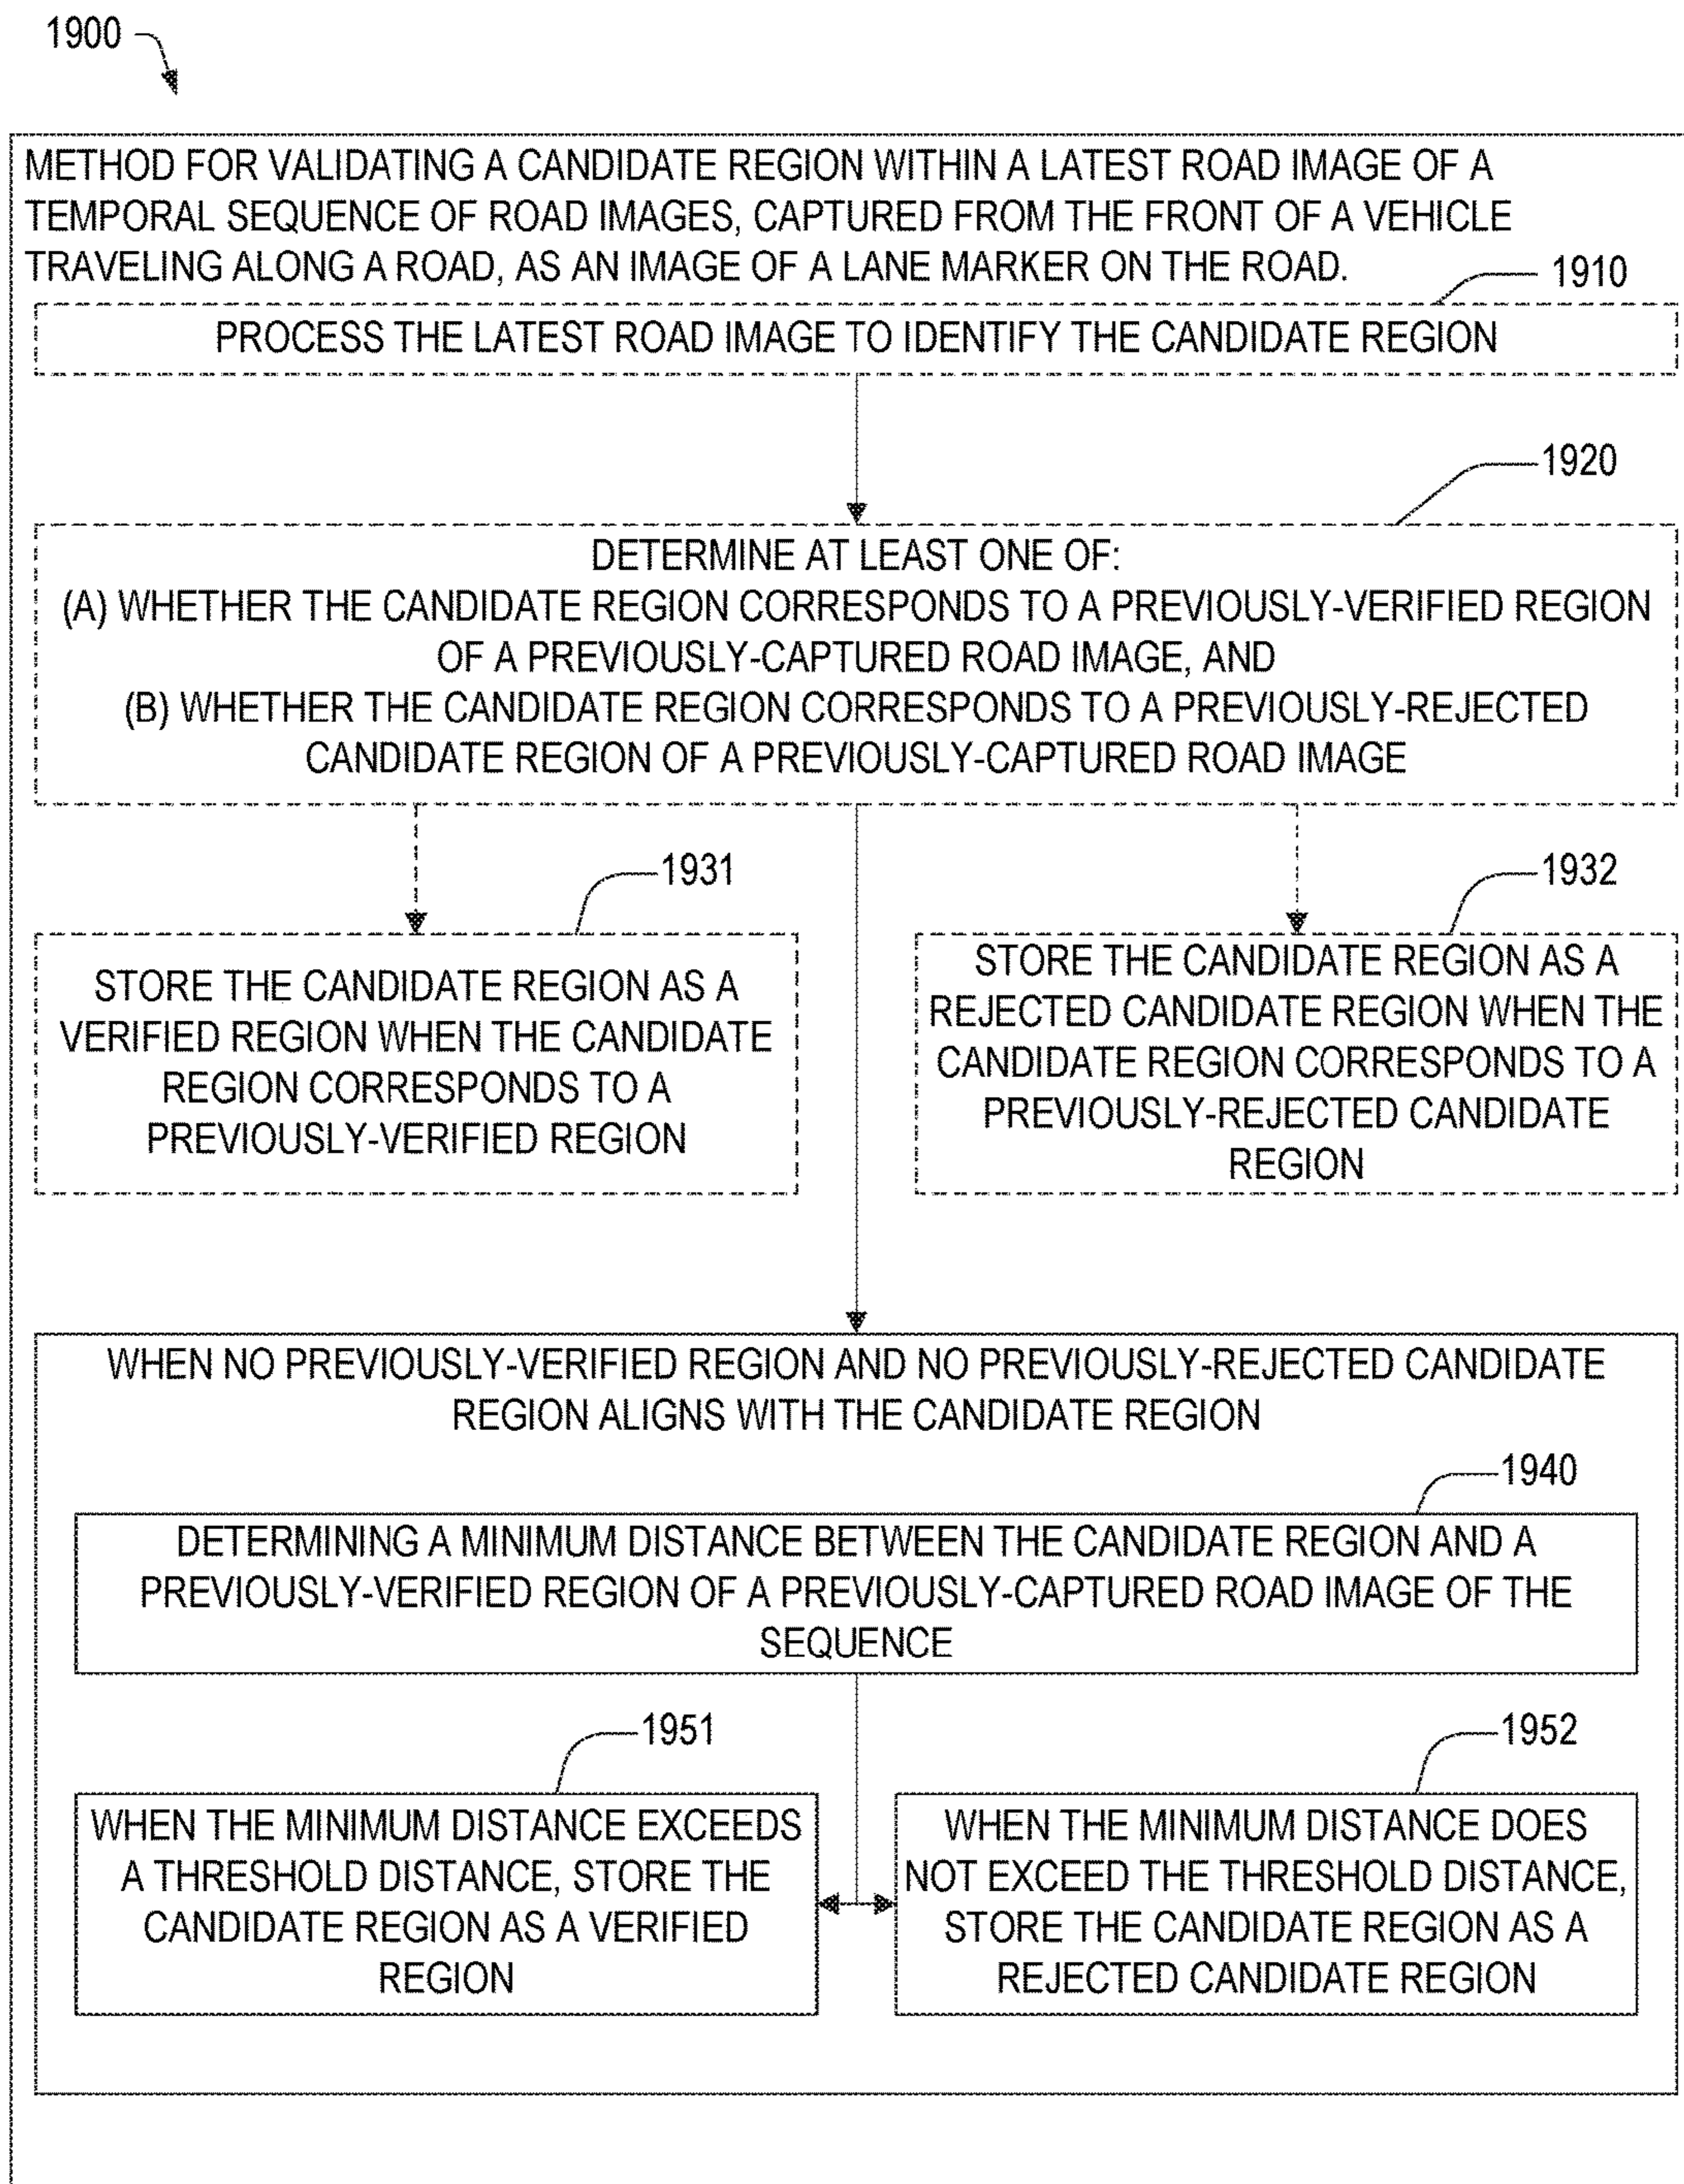 1900
METHOD FOR VALIDATING A CANDIDATE REGION WITHIN A LATEST ROAD IMAGE OF A
TEMPORAL SEQUENCE OF ROAD IMAGES, CAPTURED FROM THE FRONT OF A VEHICLE
TRAVELING ALONG A ROAD, AS AN IMAGE OF A LANE MARKER ON THE ROAD.
1910
PROCESS THE LATEST ROAD IMAGE TO IDENTIFY THE CANDIDATE REGION
1920
DETERMINE AT LEAST ONE OF:
(A) WHETHER THE CANDIDATE REGION CORRESPONDS TO A PREVIOUSLY-VERIFIED REGION
OF A PREVIOUSLY-CAPTURED ROAD IMAGE, AND
(B) WHETHER THE CANDIDATE REGION CORRESPONDS TO A PREVIOUSLY-REJECTED
CANDIDATE REGION OF A PREVIOUSLY-CAPTURED ROAD IMAGE
1931
STORE THE CANDIDATE REGION AS A
VERIFIED REGION WHEN THE CANDIDATE
REGION CORRESPONDS TO A
PREVIOUSLY-VERIFIED REGION
1932
STORE THE CANDIDATE REGION AS A
REJECTED CANDIDATE REGION WHEN THE
CANDIDATE REGION CORRESPONDS TO A
PREVIOUSLY-REJECTED CANDIDATE
REGION
WHEN NO PREVIOUSLY-VERIFIED REGION AND NO PREVIOUSLY-REJECTED CANDIDATE
REGION ALIGNS WITH THE CANDIDATE REGION
1940
DETERMINING A MINIMUM DISTANCE BETWEEN THE CANDIDATE REGION AND A
PREVIOUSLY-VERIFIED REGION OF A PREVIOUSLY-CAPTURED ROAD IMAGE OF THE
SEQUENCE
1951
WHEN THE MINIMUM DISTANCE EXCEEDS
A THRESHOLD DISTANCE, STORE THE
CANDIDATE REGION AS A VERIFIED
REGION
1952
WHEN THE MINIMUM DISTANCE DOES
NOT EXCEED THE THRESHOLD DISTANCE,
STORE THE CANDIDATE REGION AS A
REJECTED CANDIDATE REGION